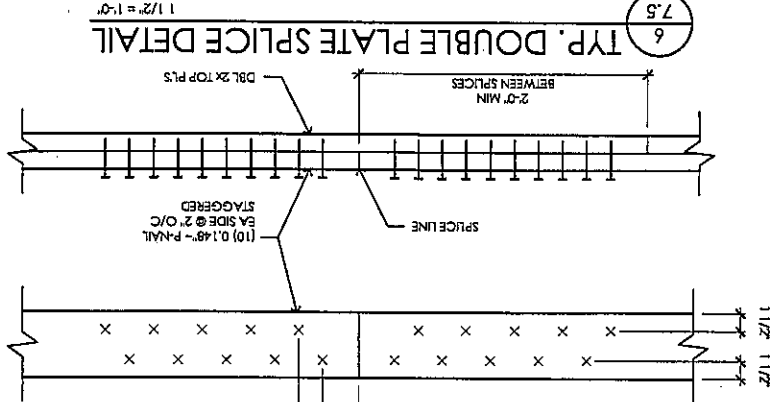 1 1/2" 1 1/2"
SPLICE LINE
(10) 0.148"~ P-NAIL
EA SIDE @ 2" O/C
STAGGERED
2'-0" MIN
BETWEEN SPLICES
DBL 2x TOP PL'S
6
7.5
TYP. DOUBLE PLATE SPLICE DETAIL
1 1/2" = 1'-0"